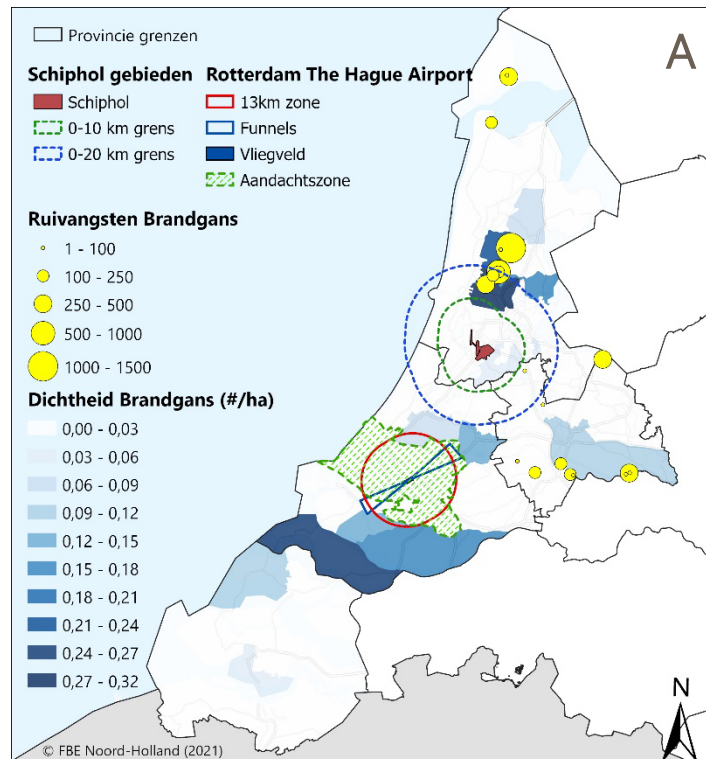 A
Provincie grenzen
Schiphol gebieden
Schiphol
0-10 km grens
0-20 km grens
Rotterdam The Hague Airport
13km zone
Funnels
Vliegveld
Aandachtszone
Ruivangsten Brandgans
1 - 100
100 - 250
250 - 500
500 - 1000
1000 - 1500
Dichtheid Brandgans (#/ha)
0,00 - 0,03
0,03 - 0,06
0,06 - 0,09
0,09 - 0,12
0,12 - 0,15
0,15 - 0,18
0,18 - 0,21
0,21 - 0,24
0,24 - 0,27
0,27 - 0,32
N
© FBE Noord-Holland (2021)